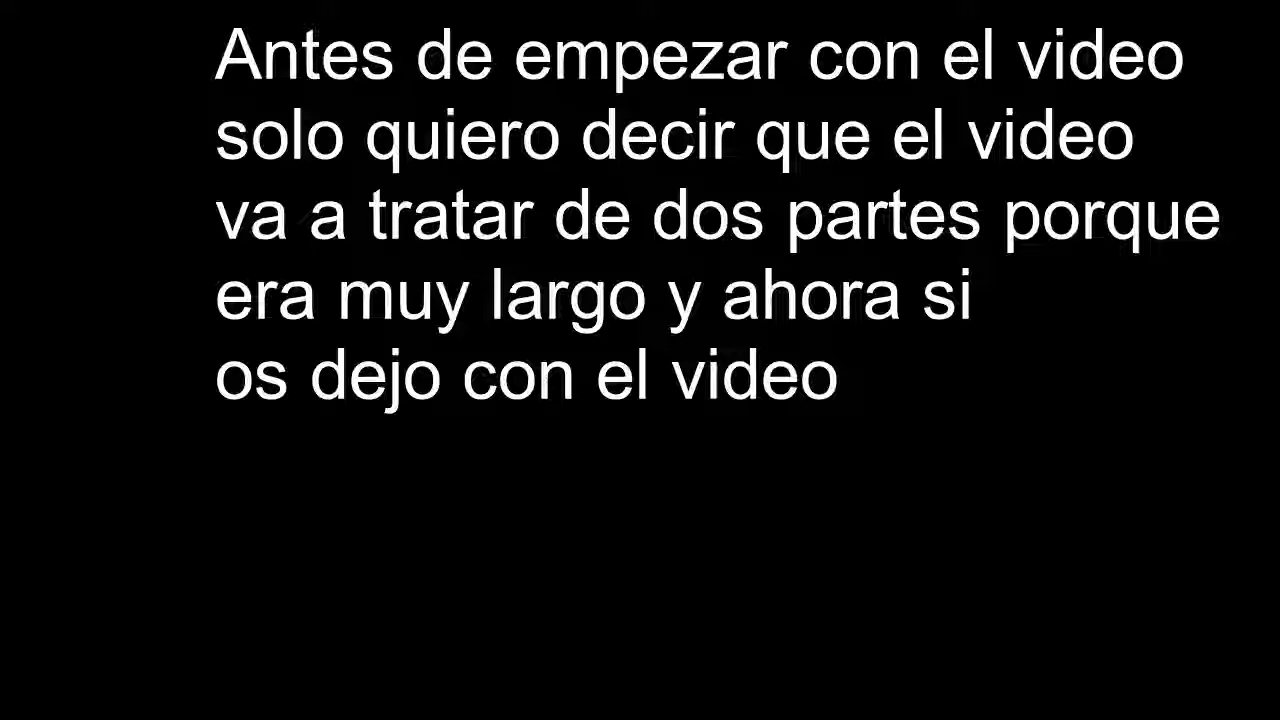 Antes de empezar con el video
solo quiero decir que el video
va a tratar de dos partes porque
era muy largo y ahora si
os dejo con el video